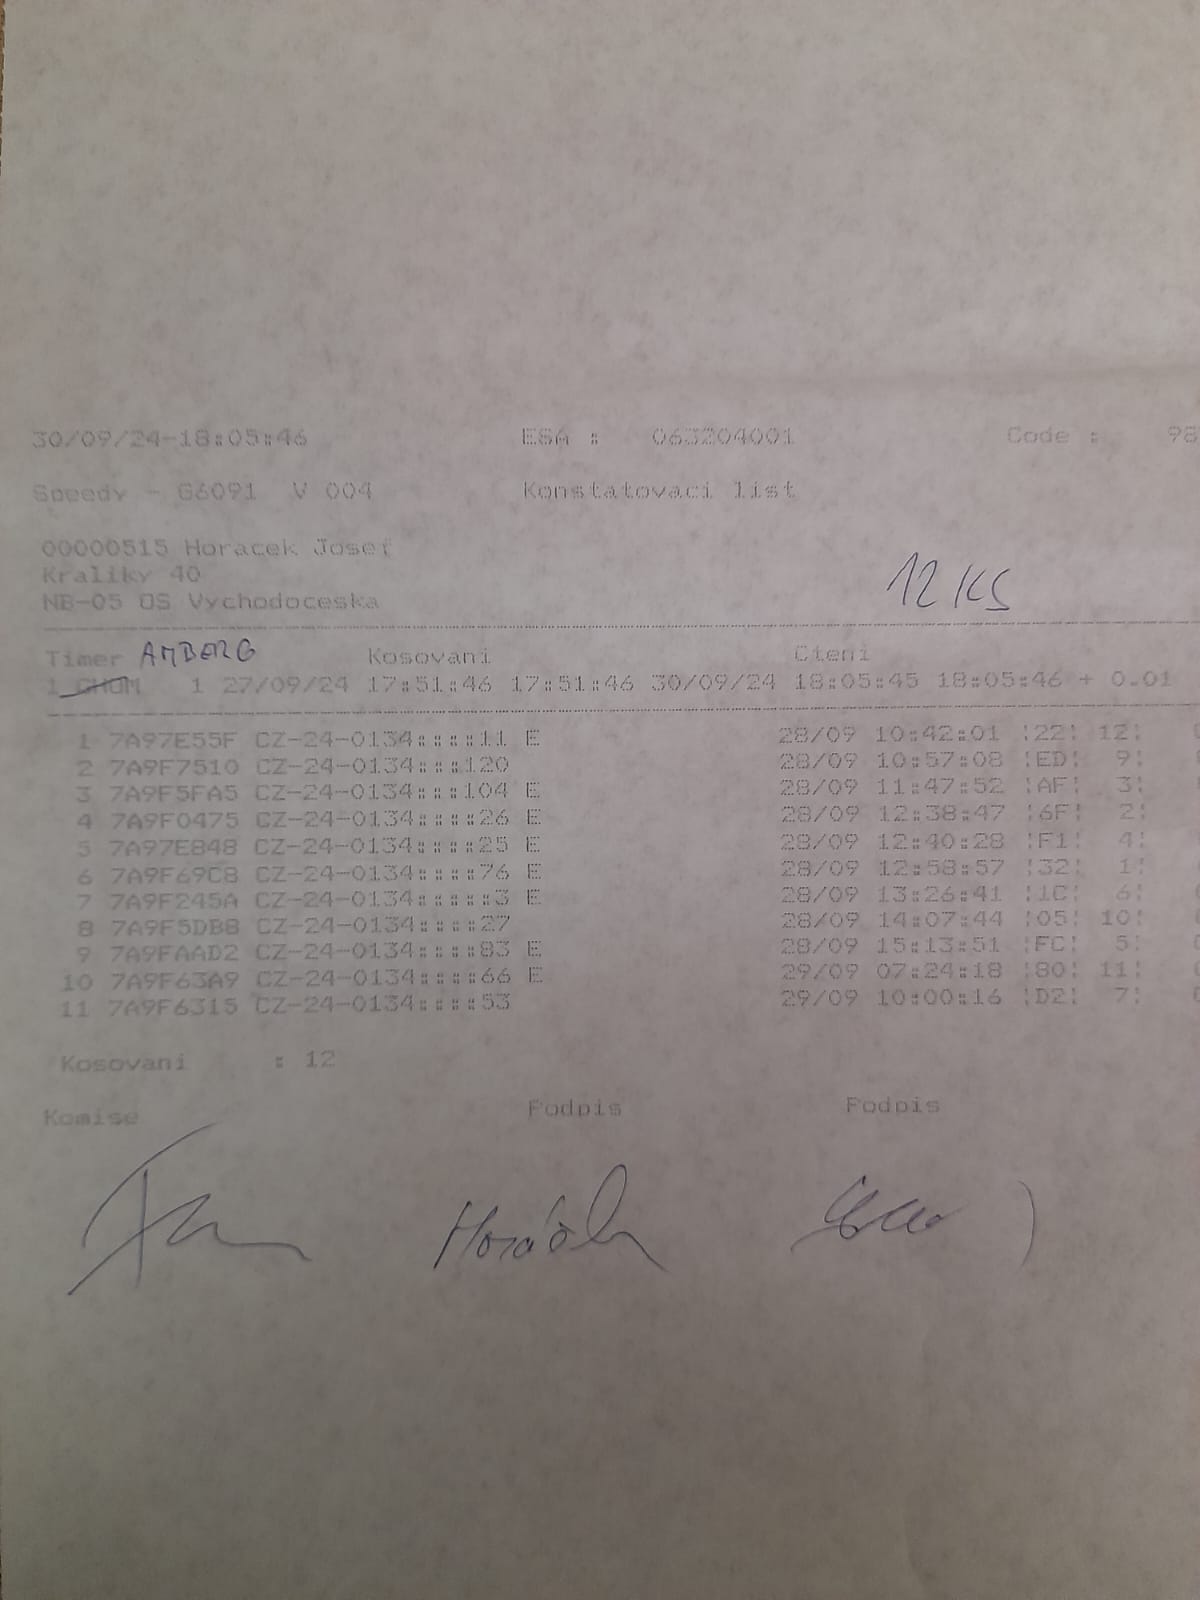 30/09/24-18:05:46 ESA : 063204001 Code : 98
Speedy - G6091 V 004 Konstatovaci list
00000515 Horacek Josef
Kraliky 40
NB-05 OS Vychodoceska
12 KS
Timer AMBERG Kosovani Cteni
1 CHOM 1 27/09/24 17:51:46 17:51:46 30/09/24 18:05:45 18:05:46 + 0.01
1 7A97E55F CZ-24-0134:::::11 E 28/09 10:42:01 ¦22¦ 12¦
2 7A9F7510 CZ-24-0134::::120 28/09 10:57:08 ¦ED¦ 9¦
3 7A9F5FA5 CZ-24-0134::::104 E 28/09 11:47:52 ¦AF¦ 3¦
4 7A9F0475 CZ-24-0134:::::26 E 28/09 12:38:47 ¦6F¦ 2¦
5 7A97E848 CZ-24-0134:::::25 E 28/09 12:40:28 ¦F1¦ 4¦
6 7A9F69C8 CZ-24-0134:::::76 E 28/09 12:58:57 ¦32¦ 1¦
7 7A9F245A CZ-24-0134::::::3 E 28/09 13:26:41 ¦1C¦ 6¦
8 7A9F5DB8 CZ-24-0134:::::27 28/09 14:07:44 ¦05¦ 10¦
9 7A9FAAD2 CZ-24-0134:::::83 E 28/09 15:13:51 ¦FC¦ 5¦
10 7A9F63A9 CZ-24-0134:::::66 E 29/09 07:24:18 ¦80¦ 11¦
11 7A9F6315 CZ-24-0134:::::53 29/09 10:00:16 ¦D2¦ 7¦
Kosovani : 12
Komise Podpis Podpis
Horáček